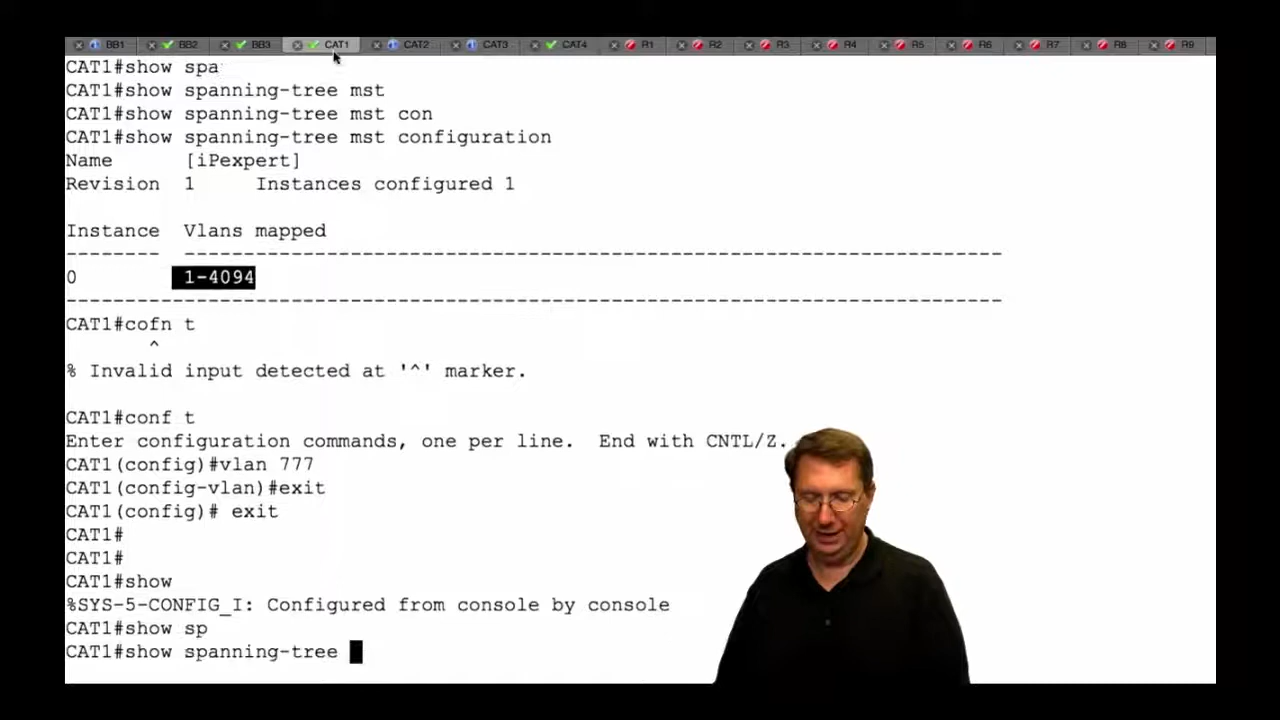 BB1 BB2 BB3 CAT1 CAT2 CAT3 CAT4 R1 R2 R3 R4 R5 R6 R7 R8 R9
CAT1#show spa
CAT1#show spanning-tree mst
CAT1#show spanning-tree mst con
CAT1#show spanning-tree mst configuration
Name      [iPexpert]
Revision  1     Instances configured 1
Instance  Vlans mapped
--------  ---------------------------------------------------------------------
0         1-4094
-------------------------------------------------------------------------------
CAT1#cofn t
^
% Invalid input detected at '^' marker.
CAT1#conf t
Enter configuration commands, one per line.  End with CNTL/Z.
CAT1(config)#vlan 777
CAT1(config-vlan)#exit
CAT1(config)# exit
CAT1#
CAT1#
CAT1#show
%SYS-5-CONFIG_I: Configured from console by console
CAT1#show sp
CAT1#show spanning-tree